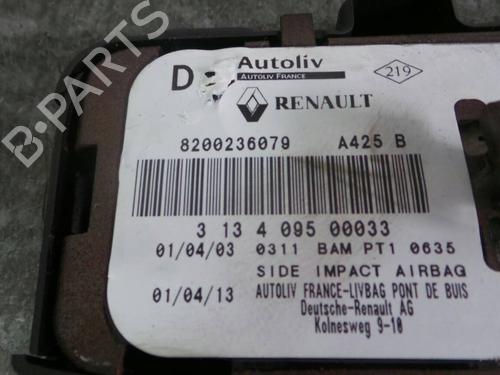 D Autoliv
AUTOLIV FRANCE
219
RENAULT
8200236079 A425 B
3 13 4 095 00033
01/04/03 0311 BAM PT1 0635
SIDE IMPACT AIRBAG
01/04/13 AUTOLIV FRANCE-LIVBAG PONT DE BUIS
Deutsche-Renault AG
Kolnesweg 9-10
B-PARTS